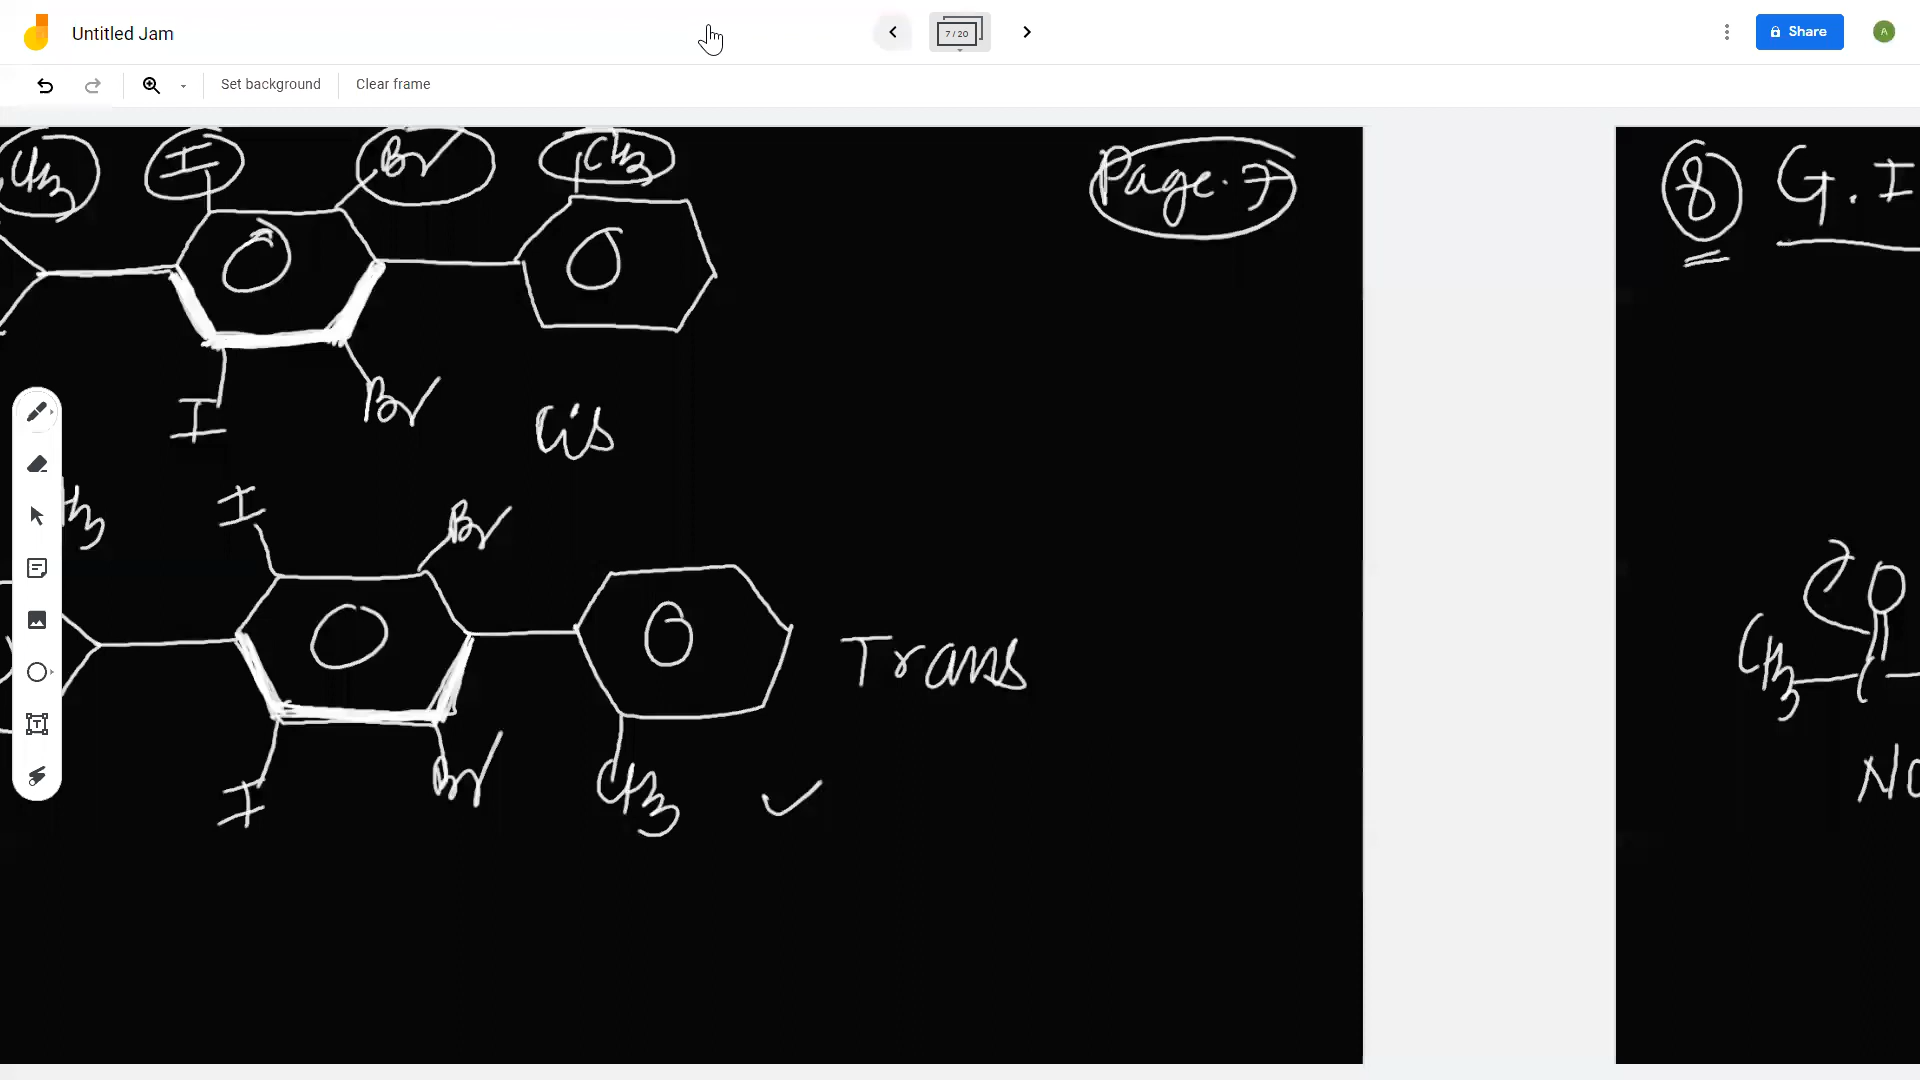 Untitled Jam
7 / 20
Share
A
Set background
Clear frame
CH3 I Br CH3
Page. 7
I Br
Cis
H3 I Br
Trans
I Br CH3
8 G. I
O
CH3 C
NO